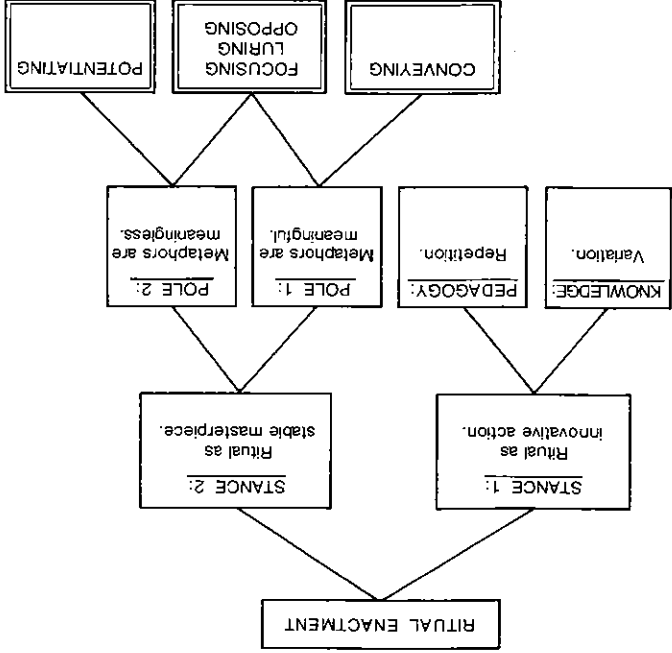 RITUAL ENACTMENT
STANCE 1:
Ritual as
innovative action.
STANCE 2:
Ritual as
stable masterpiece.
KNOWLEDGE:
Variation.
PEDAGOGY:
Repetition.
POLE 1:
Metaphors are
meaningful.
POLE 2:
Metaphors are
meaningless.
CONVEYING
FOCUSING
LURING
OPPOSING
POTENTIATING